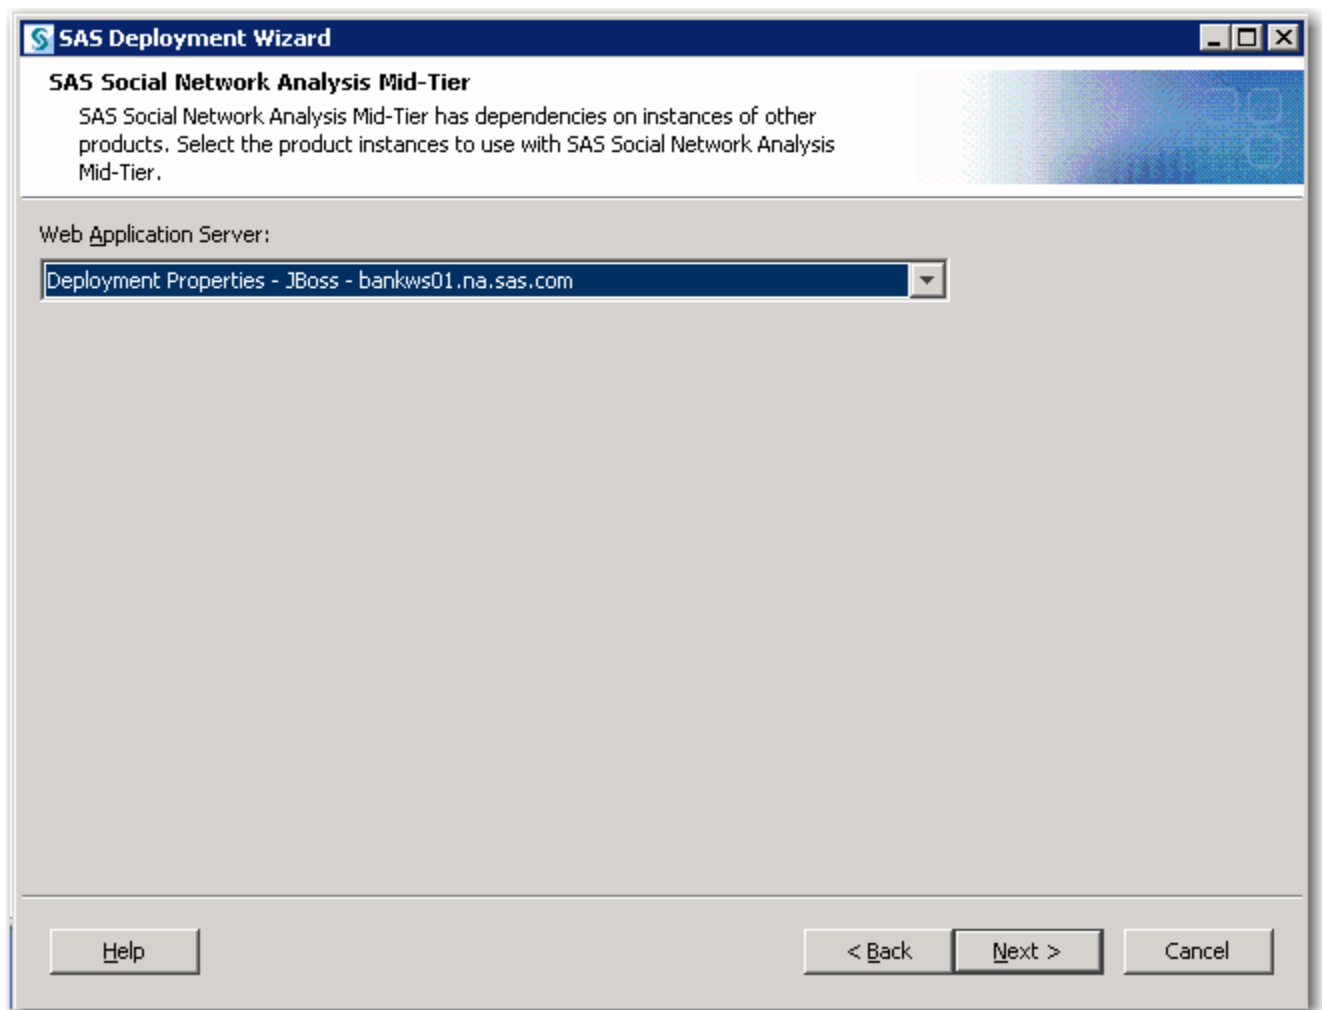 SAS Deployment Wizard
SAS Social Network Analysis Mid-Tier
SAS Social Network Analysis Mid-Tier has dependencies on instances of other
products. Select the product instances to use with SAS Social Network Analysis
Mid-Tier.
Web Application Server:
Deployment Properties - JBoss - bankws01.na.sas.com
Help
< Back
Next >
Cancel